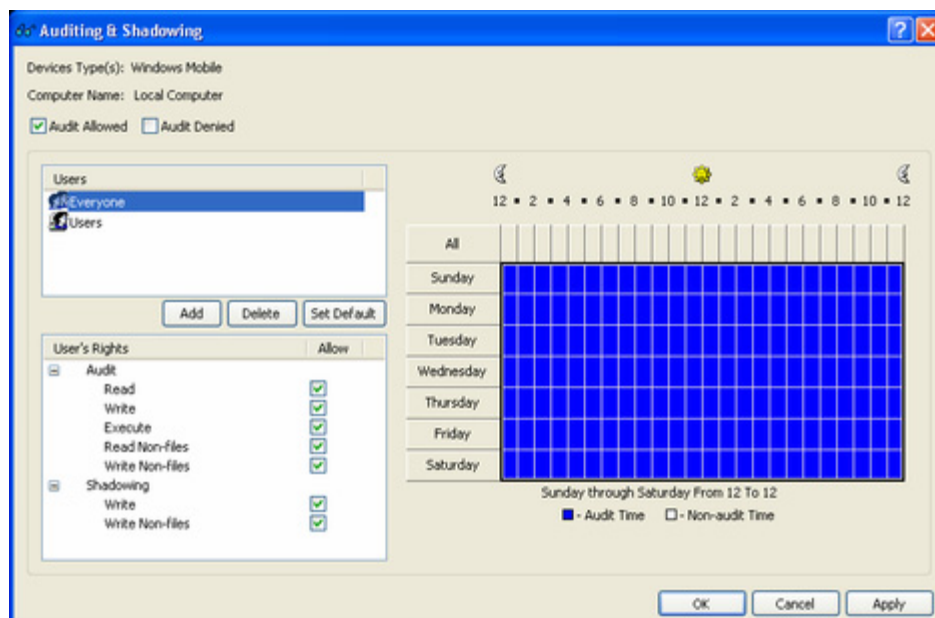 Auditing & Shadowing
Devices Type(s): Windows Mobile
Computer Name: Local Computer
Audit Allowed Audit Denied
Users
Everyone
Users
Add Delete Set Default
User's Rights Allow
Audit
Read
Write
Execute
Read Non-files
Write Non-files
Shadowing
Write
Write Non-files
12 • 2 • 4 • 6 • 8 • 10 • 12 • 2 • 4 • 6 • 8 • 10 • 12
All
Sunday
Monday
Tuesday
Wednesday
Thursday
Friday
Saturday
Sunday through Saturday From 12 To 12
- Audit Time - Non-audit Time
OK Cancel Apply